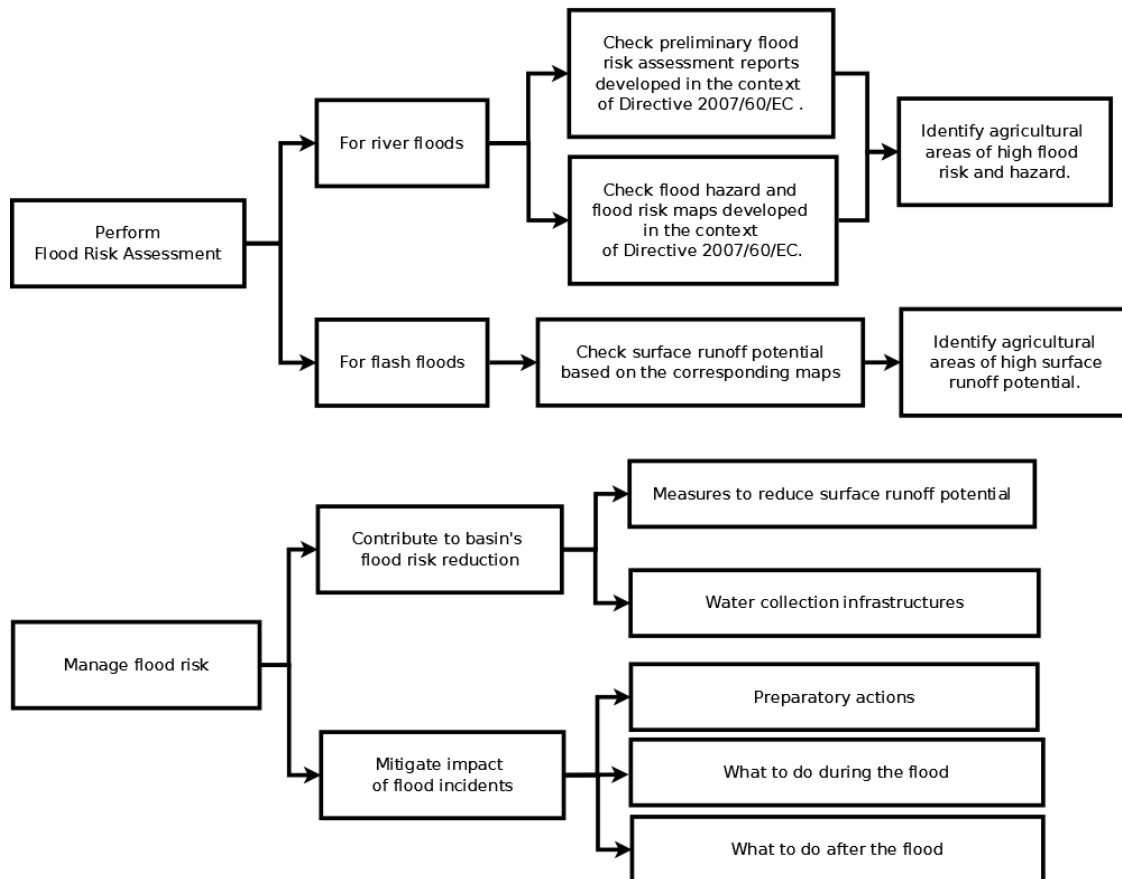 Perform
Flood Risk Assessment
For river floods
Check preliminary flood
risk assessment reports
developed in the context
of Directive 2007/60/EC .
Check flood hazard and
flood risk maps developed
in the context
of Directive 2007/60/EC.
Identify agricultural
areas of high flood
risk and hazard.
For flash floods
Check surface runoff potential
based on the corresponding maps
Identify agricultural
areas of high surface
runoff potential.
Manage flood risk
Contribute to basin's
flood risk reduction
Measures to reduce surface runoff potential
Water collection infrastructures
Mitigate impact
of flood incidents
Preparatory actions
What to do during the flood
What to do after the flood